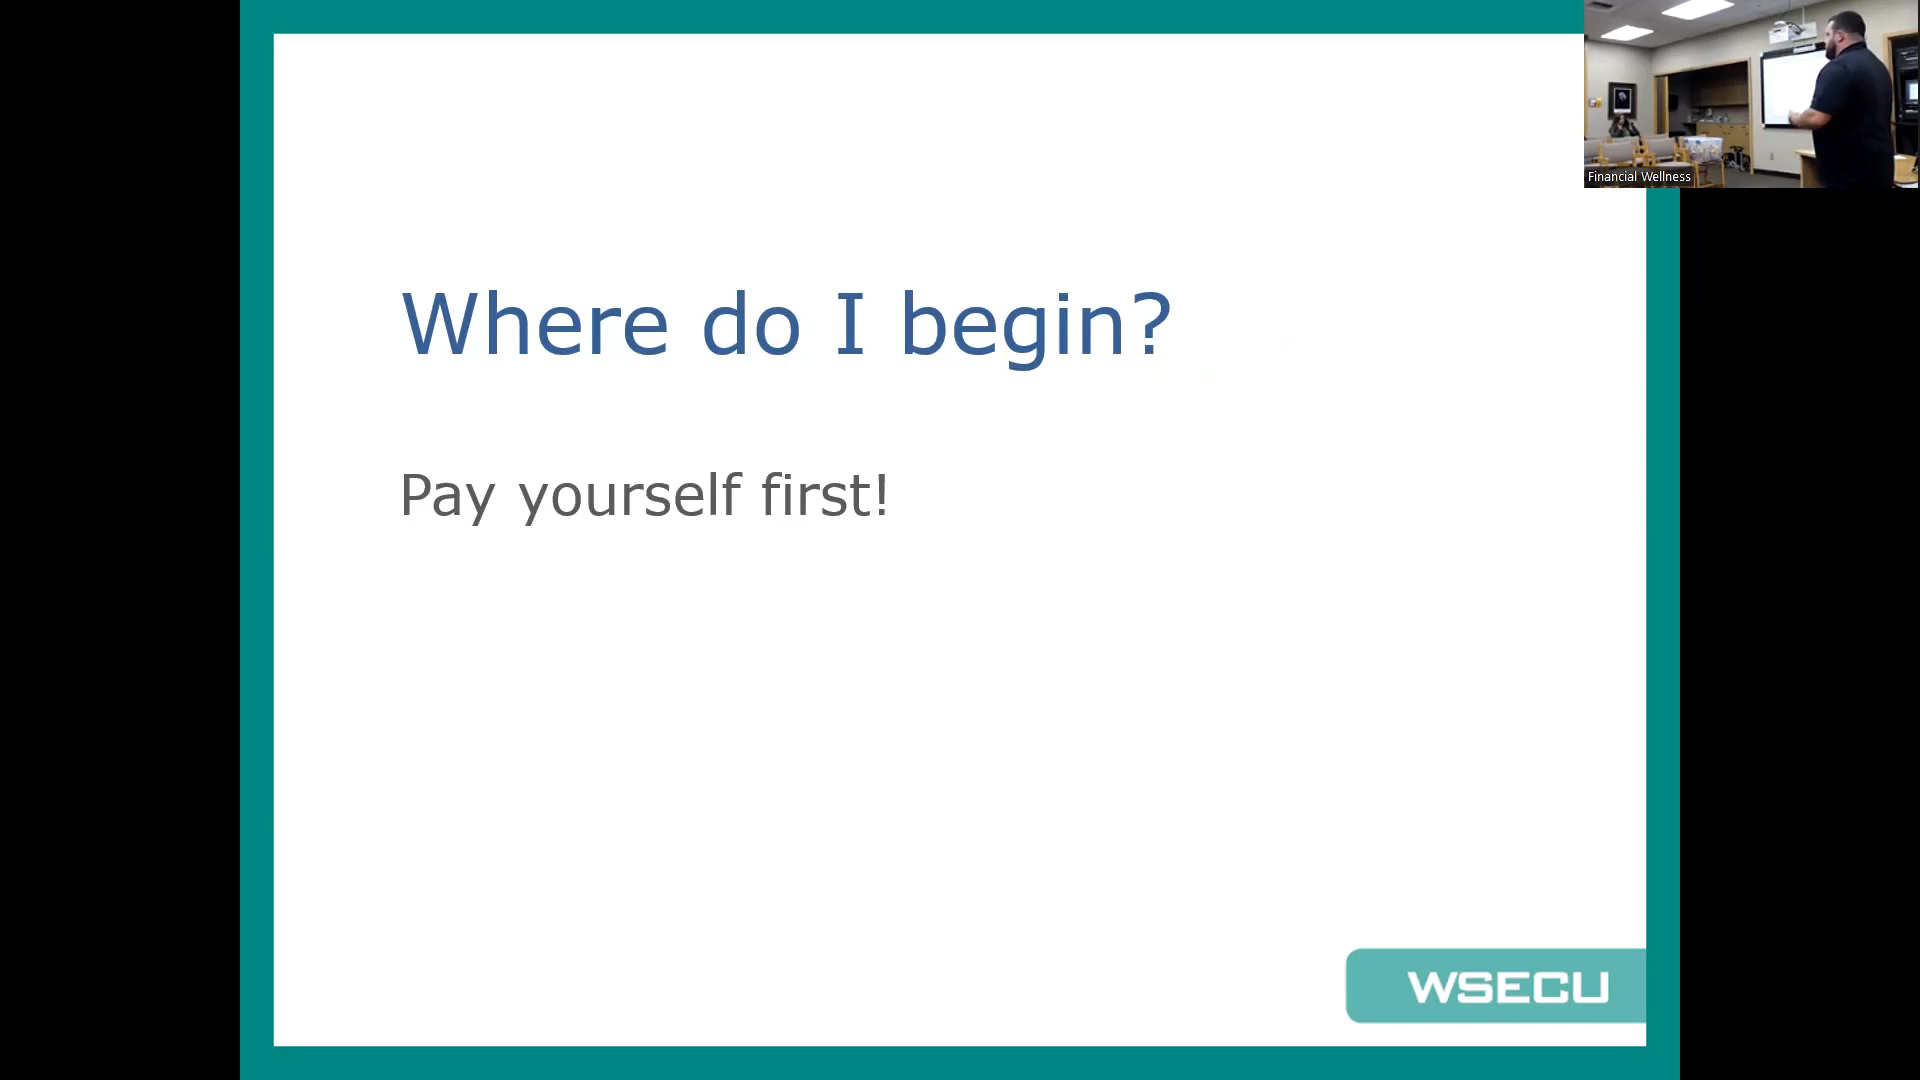 Financial Wellness
Where do I begin?
Pay yourself first!
WSECU